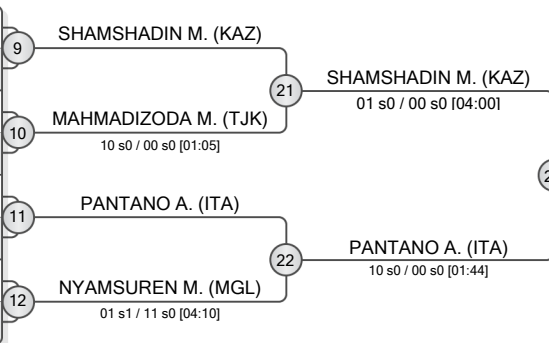 SHAMSHADIN M. (KAZ)
9
21
SHAMSHADIN M. (KAZ)
01 s0 / 00 s0 [04:00]
MAHMADIZODA M. (TJK)
10
10 s0 / 00 s0 [01:05]
PANTANO A. (ITA)
11
22
PANTANO A. (ITA)
10 s0 / 00 s0 [01:44]
NYAMSUREN M. (MGL)
12
01 s1 / 11 s0 [04:10]